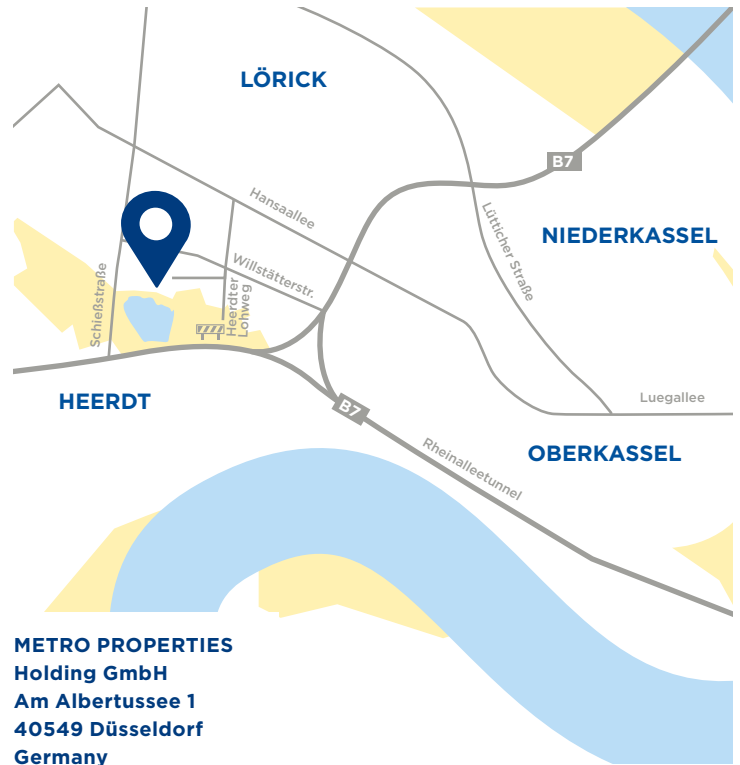 LÖRICK
B7
Hansaallee
Lütticher Straße
NIEDERKASSEL
Willstätterstr.
Schießstraße
Heerdter
Lohweg
HEERDT
B7
Luegallee
OBERKASSEL
Rheinalleetunnel
METRO PROPERTIES
Holding GmbH
Am Albertussee 1
40549 Düsseldorf
Germany